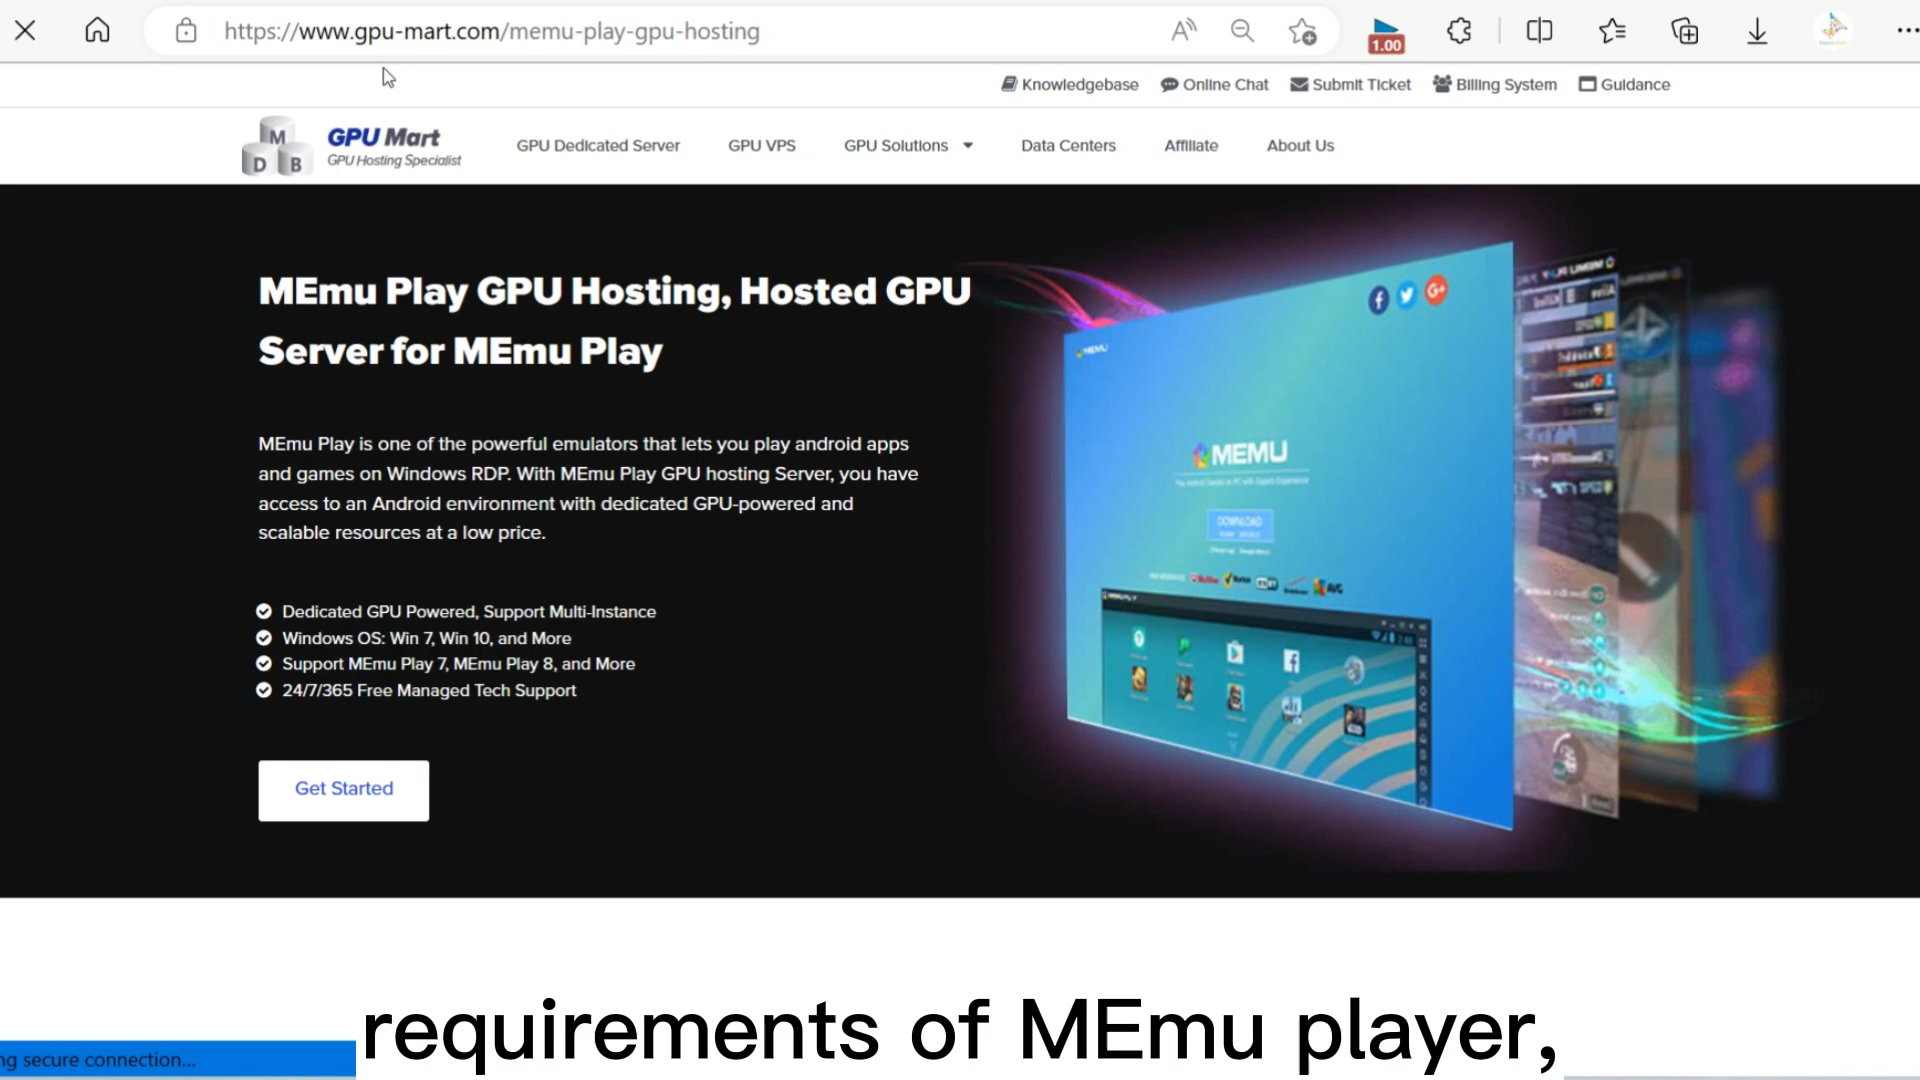 https://www.gpu-mart.com/memu-play-gpu-hosting
1.00
Knowledgebase
Online Chat
Submit Ticket
Billing System
Guidance
M
D B
GPU Mart
GPU Hosting Specialist
GPU Dedicated Server
GPU VPS
GPU Solutions
Data Centers
Affiliate
About Us
MEmu Play GPU Hosting, Hosted GPU
Server for MEmu Play
MEmu Play is one of the powerful emulators that lets you play android apps
and games on Windows RDP. With MEmu Play GPU hosting Server, you have
access to an Android environment with dedicated GPU-powered and
scalable resources at a low price.
Dedicated GPU Powered, Support Multi-Instance
Windows OS: Win 7, Win 10, and More
Support MEmu Play 7, MEmu Play 8, and More
24/7/365 Free Managed Tech Support
Get Started
MEMU
MEMU
DOWNLOAD
McAfee
Norton
eset
AVG
requirements of MEmu player,
ng secure connection...